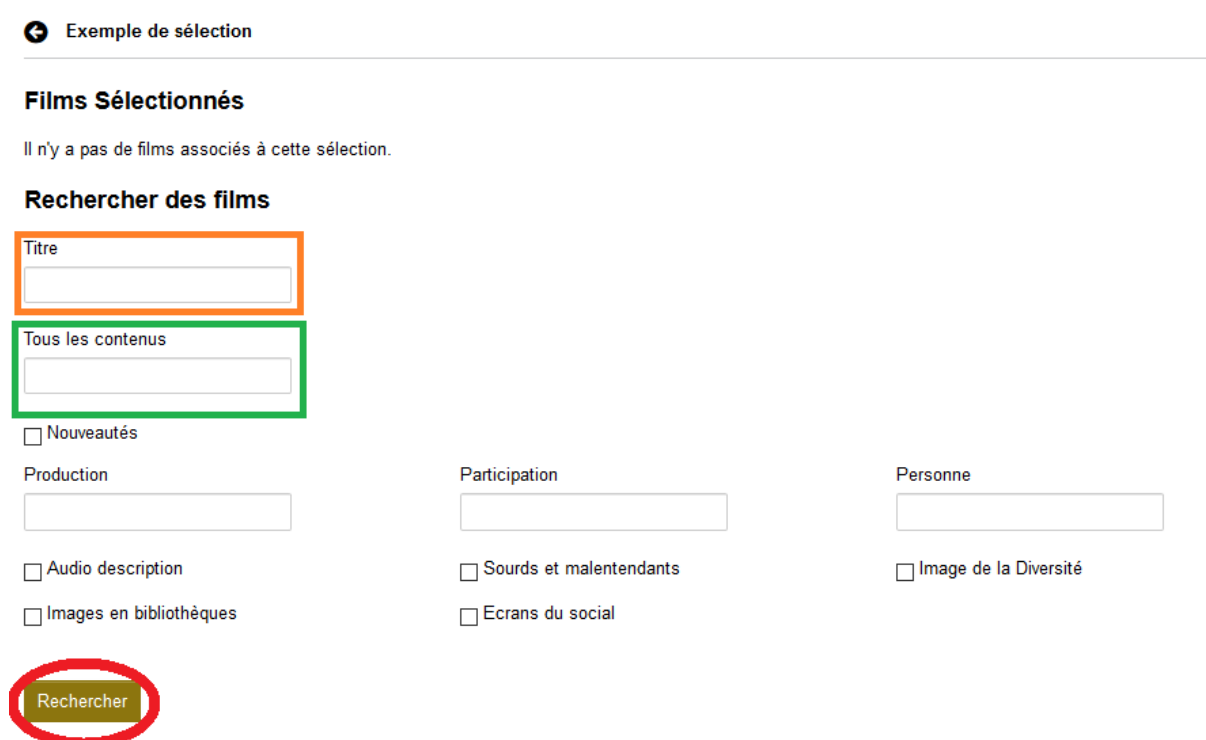 Exemple de sélection
Films Sélectionnés
Il n'y a pas de films associés à cette sélection.
Rechercher des films
Titre
Tous les contenus
Nouveautés
Production Participation Personne
Audio description Sourds et malentendants Image de la Diversité
Images en bibliothèques Ecrans du social
Rechercher